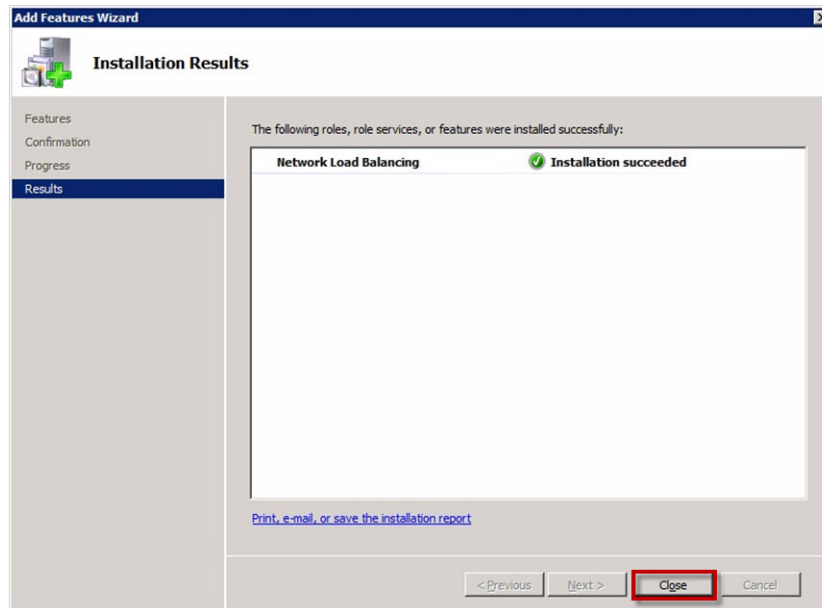 Add Features Wizard
Installation Results
Features
Confirmation
Progress
Results
The following roles, role services, or features were installed successfully:
Network Load Balancing Installation succeeded
Print, e-mail, or save the installation report
< Previous Next > Close Cancel